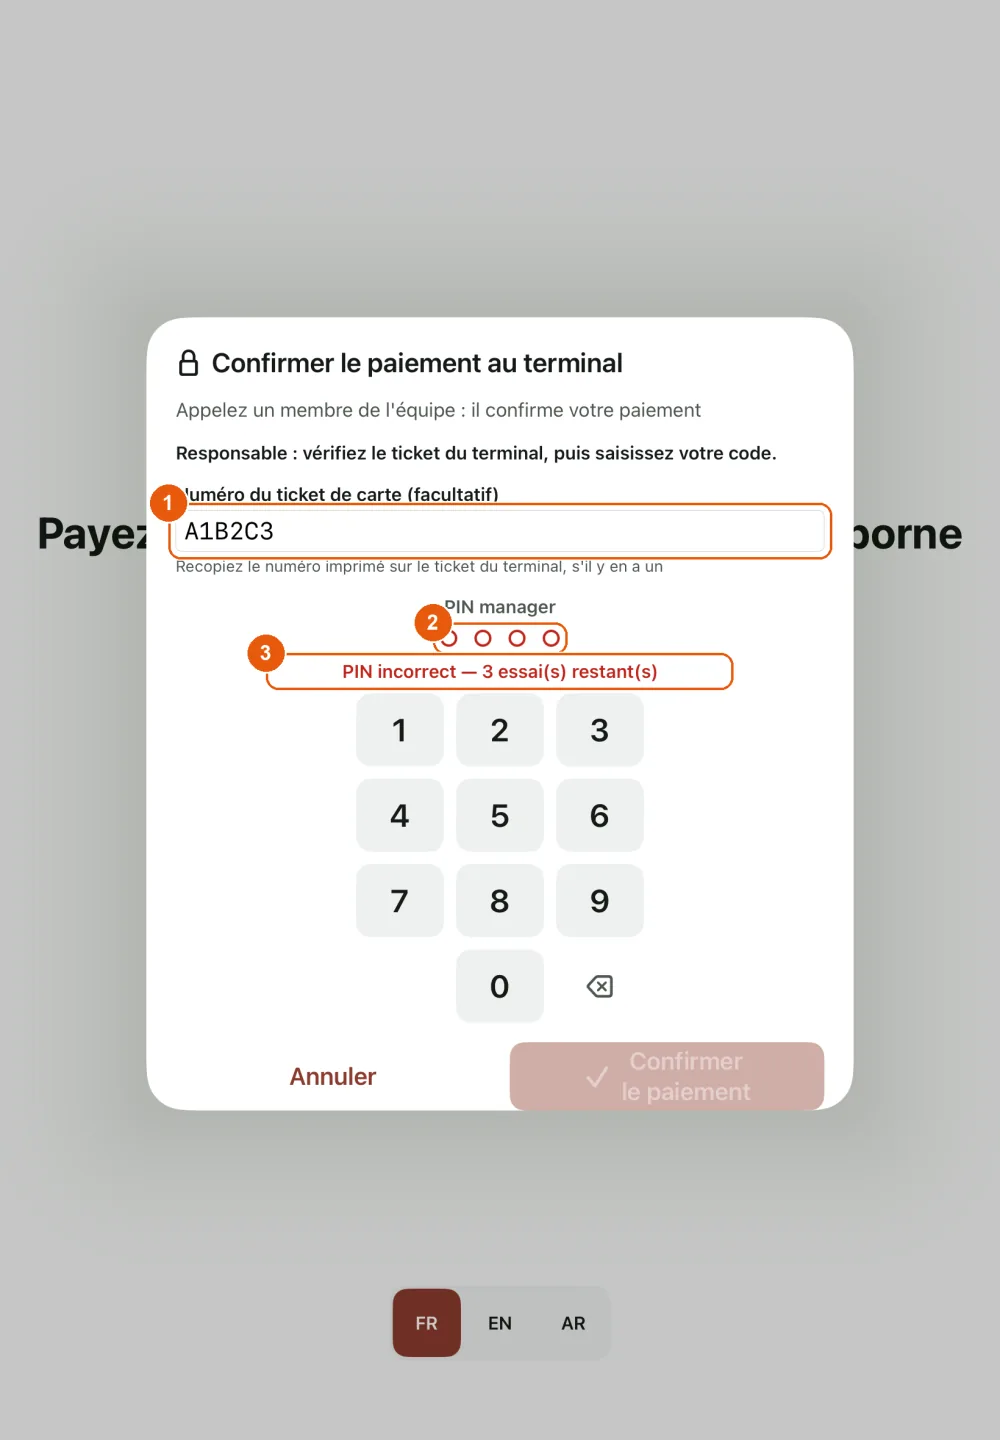 Confirmer le paiement au terminal
Appelez un membre de l'équipe : il confirme votre paiement
Responsable : vérifiez le ticket du terminal, puis saisissez votre code.
uméro du ticket de carte (facultatif)
1
Payez borne
A1B2C3
Recopiez le numéro imprimé sur le ticket du terminal, s'il y en a un
PIN manager
2
3
PIN incorrect — 3 essai(s) restant(s)
1 2 3
4 5 6
7 8 9
0
Annuler
Confirmer
le paiement
FR EN AR